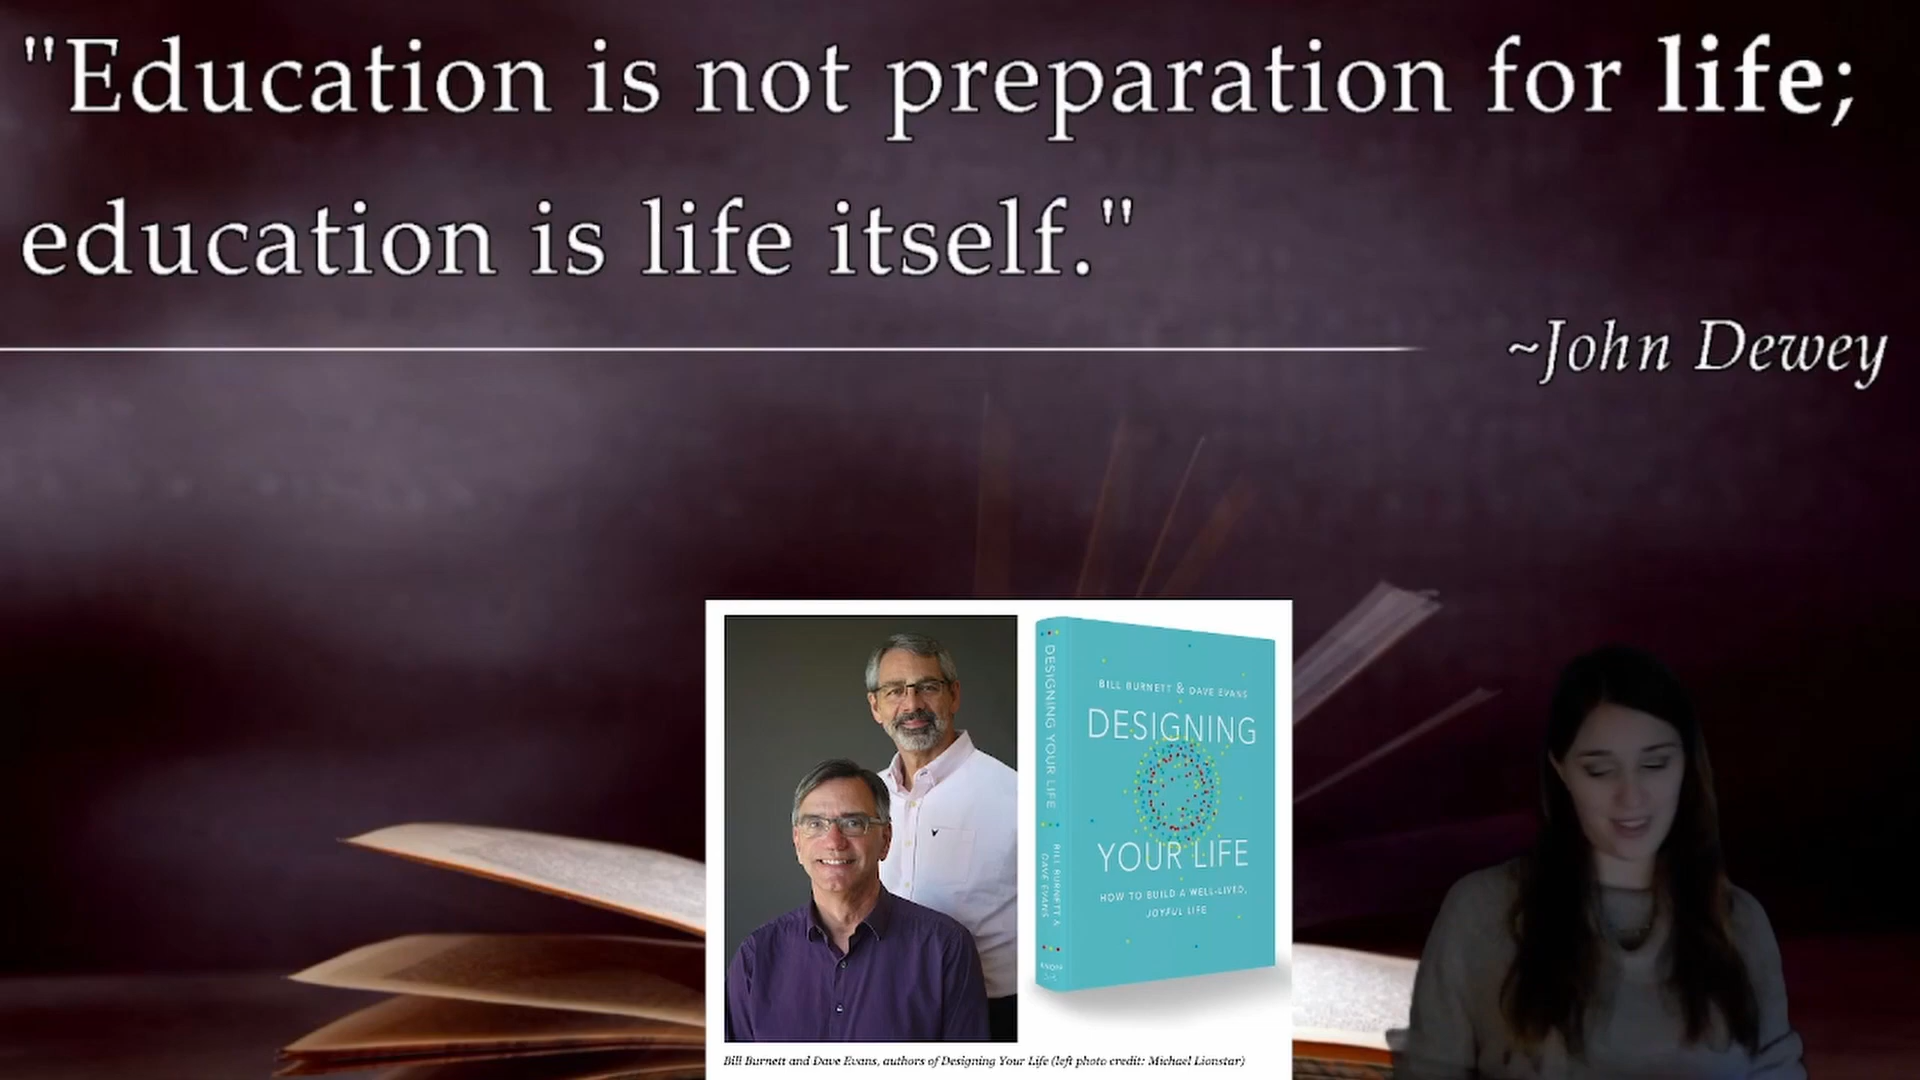 "Education is not preparation for life;
education is life itself."
~John Dewey
DESIGNING YOUR LIFE
BILL BURNETT &
DAVE EVANS
BILL BURNETT & DAVE EVANS
DESIGNING
YOUR LIFE
HOW TO BUILD A WELL-LIVED,
JOYFUL LIFE
Bill Burnett and Dave Evans, authors of Designing Your Life (left photo credit: Michael Lionstar)